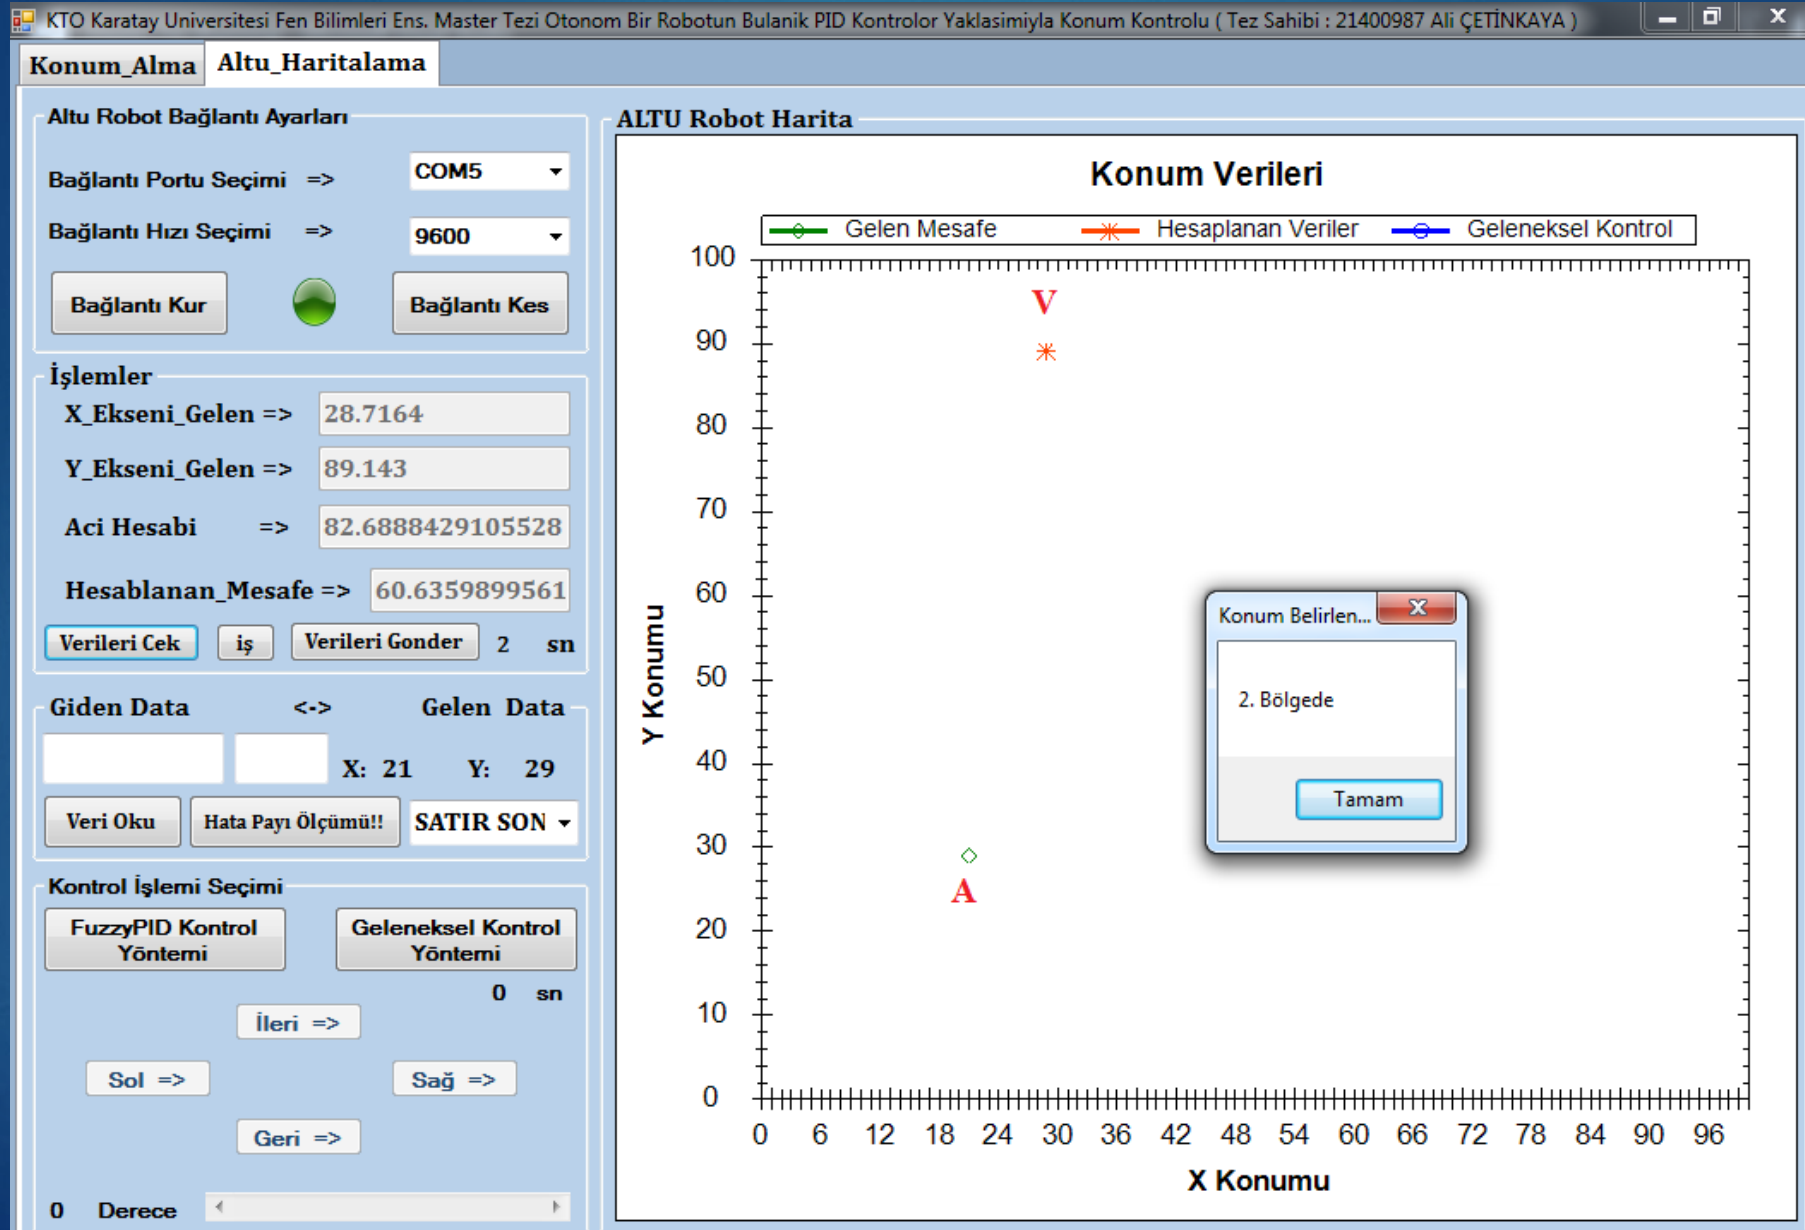 KTO Karatay Universitesi Fen Bilimleri Ens. Master Tezi Otonom Bir Robotun Bulanik PID Kontrolor Yaklasimiyla Konum Kontrolu ( Tez Sahibi : 21400987 Ali ÇETİNKAYA )
Konum_Alma Altu_Haritalama
Altu Robot Bağlantı Ayarları
Bağlantı Portu Seçimi => COM5
Bağlantı Hızı Seçimi => 9600
Bağlantı Kur Bağlantı Kes
İşlemler
X_Ekseni_Gelen => 28.7164
Y_Ekseni_Gelen => 89.143
Aci Hesabi => 82.6888429105528
Hesablanan_Mesafe => 60.6359899561
Verileri Cek iş Verileri Gonder 2 sn
Giden Data <-> Gelen Data
X: 21 Y: 29
Veri Oku Hata Payı Ölçümü!! SATIR SON
Kontrol İşlemi Seçimi
FuzzyPID Kontrol Yöntemi
Geleneksel Kontrol Yöntemi
0 sn
İleri =>
Sol => Sağ =>
Geri =>
0 Derece
ALTU Robot Harita
Konum Verileri
Gelen Mesafe Hesaplanan Veriler Geleneksel Kontrol
100
V
90
80
70
60
50
40
30
A
20
10
0
Y Konumu
0 6 12 18 24 30 36 42 48 54 60 66 72 78 84 90 96
X Konumu
Konum Belirlen...
2. Bölgede
Tamam